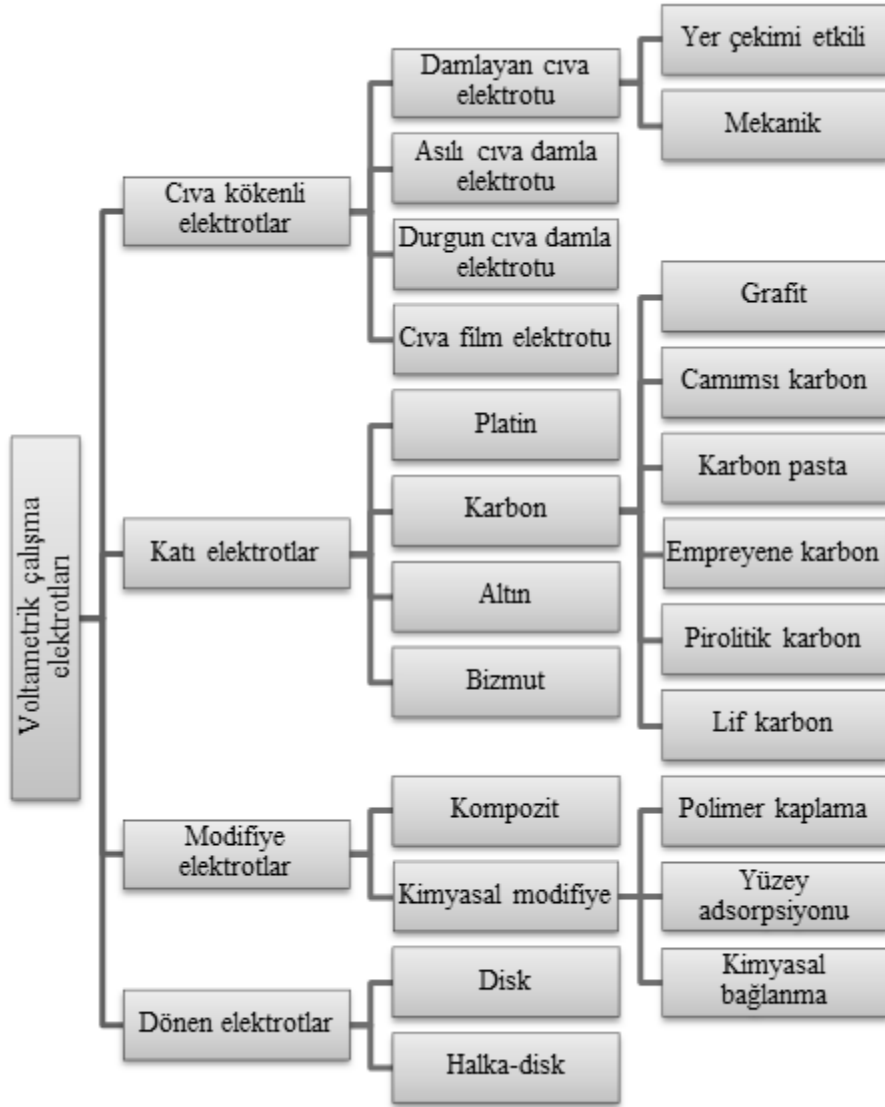 Voltametrik çalışma
elektrotları
Cıva kökenli
elektrotlar
Damlayan cıva
elektrotu
Yer çekimi etkili
Mekanik
Asılı cıva damla
elektrotu
Durgun cıva damla
elektrotu
Cıva film elektrotu
Katı elektrotlar
Platin
Karbon
Grafit
Camımsı karbon
Karbon pasta
Empreyene karbon
Pirolitik karbon
Lif karbon
Altın
Bizmut
Modifiye
elektrotlar
Kompozit
Kimyasal modifiye
Polimer kaplama
Yüzey
adsorpsiyonu
Kimyasal
bağlanma
Dönen elektrotlar
Disk
Halka-disk